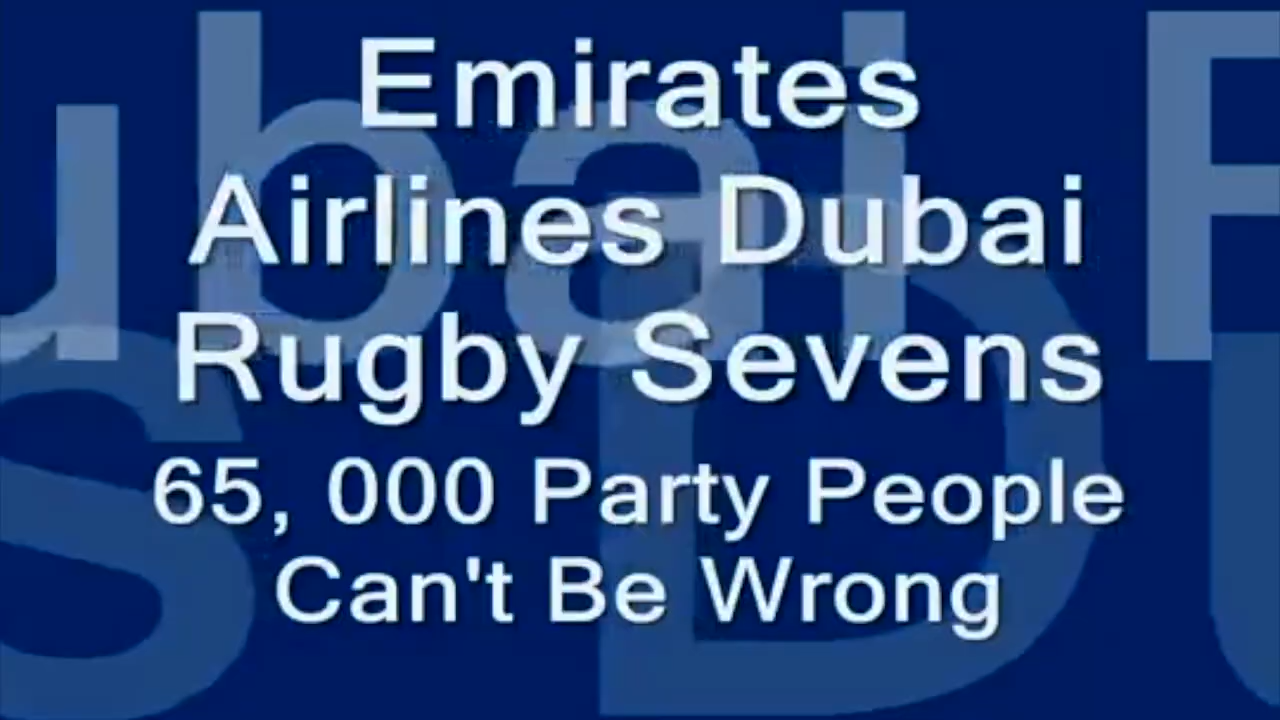 Emirates
Airlines Dubai
Rugby Sevens
65, 000 Party People
Can't Be Wrong